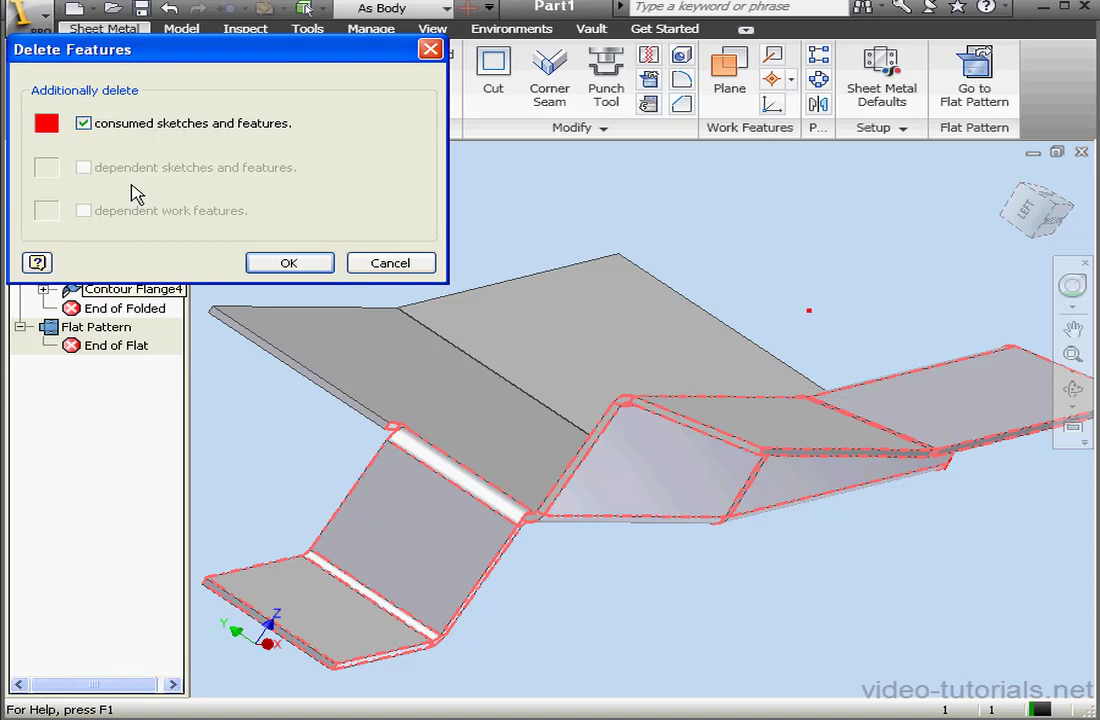 As Body
Part1
Type a keyword or phrase
PRO
Sheet Metal
Model
Inspect
Tools
Manage
View
Environments
Vault
Get Started
Delete Features
Additionally delete
consumed sketches and features.
dependent sketches and features.
dependent work features.
OK
Cancel
Cut
Corner
Seam
Punch
Tool
Modify
Plane
Work Features
P...
Sheet Metal
Defaults
Setup
Go to
Flat Pattern
Flat Pattern
LEFT
Contour Flange4
End of Folded
Flat Pattern
End of Flat
Z
Y
X
video-tutorials.net
For Help, press F1
1
1